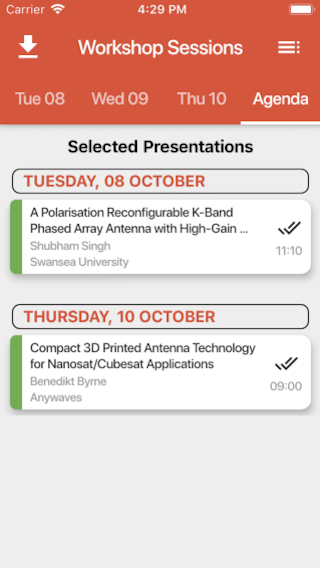 Carrier 4:29 PM
Workshop Sessions
Tue 08 Wed 09 Thu 10 Agenda
Selected Presentations
TUESDAY, 08 OCTOBER
A Polarisation Reconfigurable K-Band
Phased Array Antenna with High-Gain ...
Shubham Singh
11:10
Swansea University
THURSDAY, 10 OCTOBER
Compact 3D Printed Antenna Technology
for Nanosat/Cubesat Applications
Benedikt Byrne
09:00
Anywaves